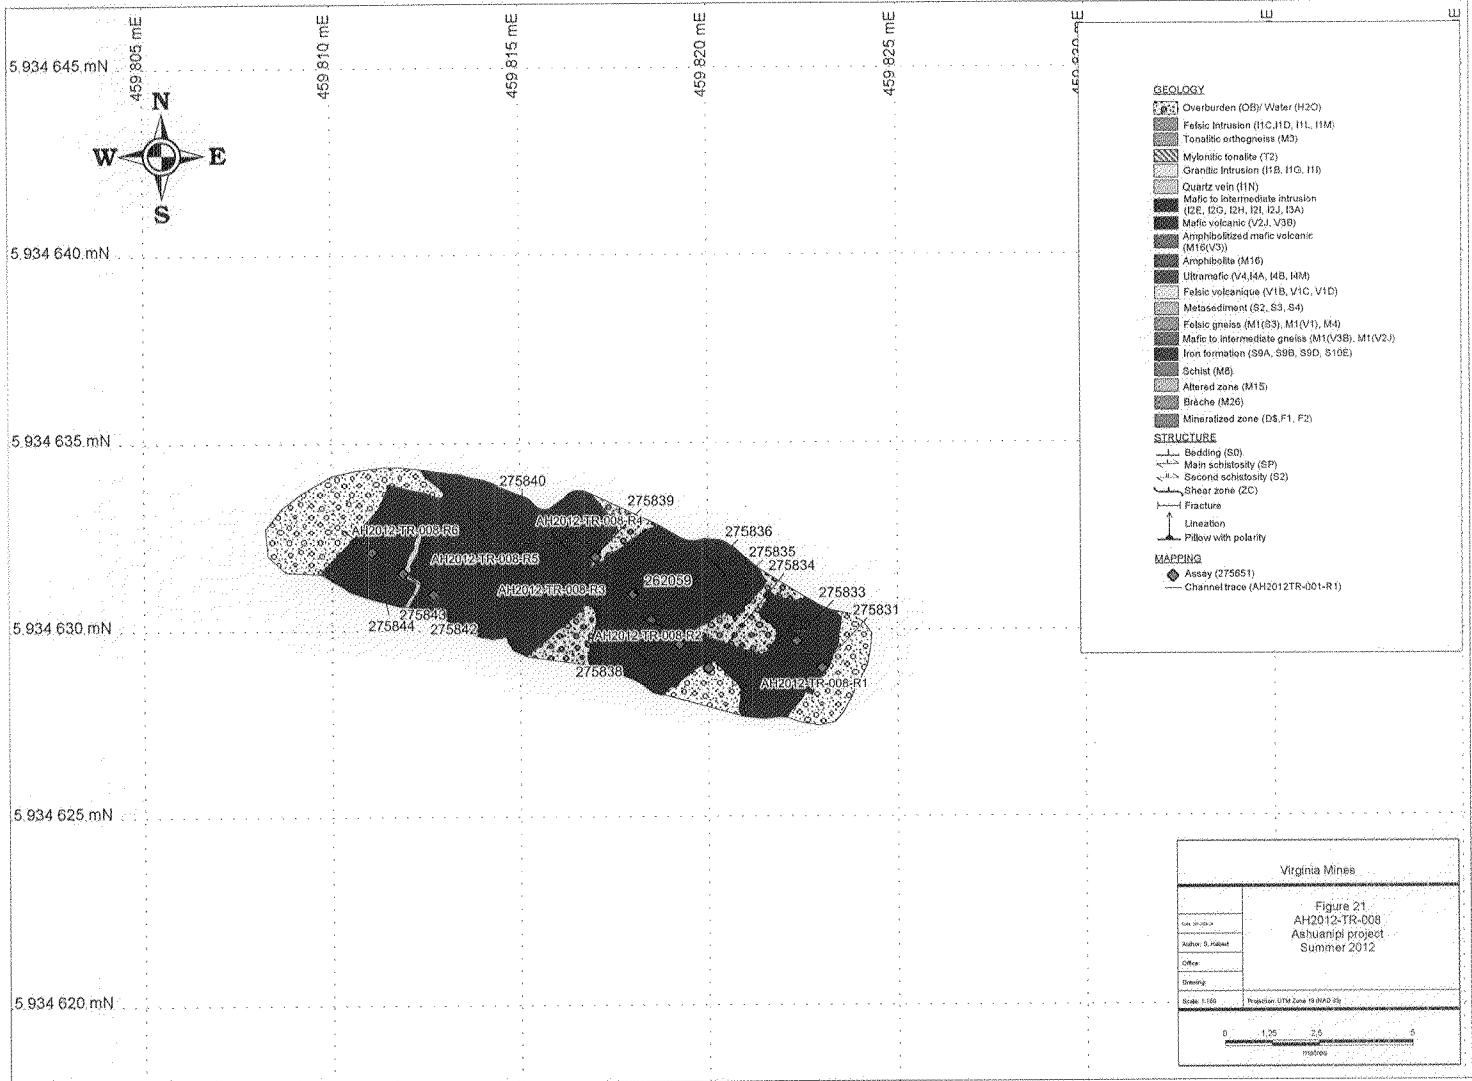 459 805 mE
459 810 mE
459 815 mE
459 820 mE
459 825 mE
5 934 645 mN
5 934 640 mN
5 934 635 mN
5 934 630 mN
5 934 625 mN
5 934 620 mN
N
W
E
S
275840
275839
AH2012-TR-008-R4
AH2012-TR-008-R6
275836
AH2012-TR-008-R5
275835
275834
262059
AH2012-TR-008-R3
275833
275831
275843
275844
275842
AH2012-TR-008-R2
275838
AH2012-TR-008-R1
GEOLOGY
Overburden (OB)/ Water (H2O)
Felsic Intrusion (I1C,I1D, I1L, I1M)
Tonalitic orthogneiss (M3)
Mylonitic tonalite (T2)
Granitic Intrusion (I1B, I1G, I1I)
Quartz vein (I1N)
Mafic to intermediate intrusion
(I2E, I2G, I2H, I2I, I2J, I3A)
Mafic volcanic (V2J, V3B)
Amphibolitized mafic volcanic
(M16(V3))
Amphibolite (M16)
Ultramafic (V4,I4A, I4B, I4M)
Felsic volcanique (V1B, V1C, V1D)
Metasediment (S2, S3, S4)
Felsic gneiss (M1(S3), M1(V1), M4)
Mafic to intermediate gneiss (M1(V3B), M1(V2J)
Iron formation (S9A, S9B, S9D, S10E)
Schist (M8)
Altered zone (M15)
Brèche (M26)
Mineralized zone (DS,F1, F2)
STRUCTURE
Bedding (S0)
Main schistosity (SP)
Second schistosity (S2)
Shear zone (ZC)
Fracture
Lineation
Pillow with polarity
MAPPING
Assay (275651)
Channel trace (AH2012TR-001-R1)
Virginia Mines
Figure 21
AH2012-TR-008
Ashuanipi project
Summer 2012
Office:
Drawing:
Scale: 1:100
Projection: UTM Zone 19 (NAD 83)
0 1,25 2,5 5
metres